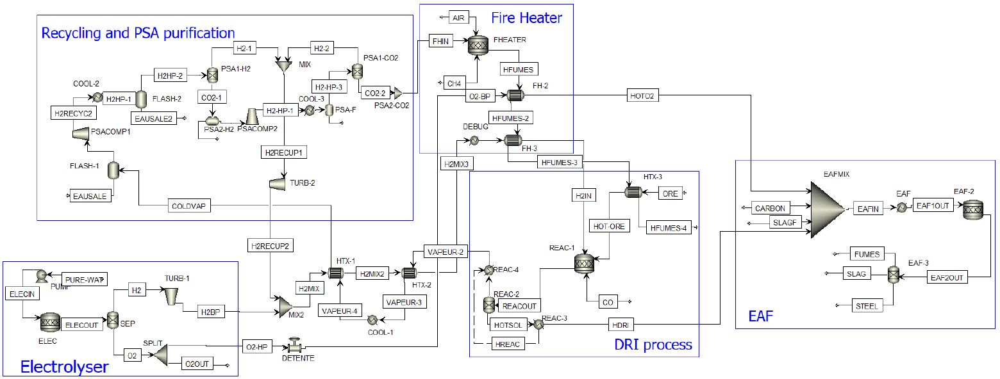 Recycling and PSA purification
H2-1
H2-2
MIX
PSA1-H2
PSA1-CO2
H2HP-2
H2-HP-3
COOL-2
H2HP-1
FLASH-2
CO2-1
H2-HP-1
COOL-3
CO2-2
PSA2-CO2
H2RECYC2
EAUSALE2
PSA2-H2
PSACOMP2
PSA-F
PSACOMP1
H2RECUP1
FLASH-1
TURB-2
EAUSALE
COLDVAP
Fire Heater
AIR
FHIN
FHEATER
HFUMES
CH4
O2-BP
FH-2
HOTO2
HFUMES-2
DEBUG
FH-3
H2MIX3
HFUMES-3
HTX-3
H2IN
ORE
HOT-ORE
HFUMES-4
REAC-1
VAPEUR-2
REAC-4
REAC-2
REACOUT
CO
HOTSOL
REAC-3
HDRI
HREAC
DRI process
H2RECUP2
HTX-1
H2MIX2
HTX-2
H2MIX
VAPEUR-3
VAPEUR-4
MIX2
COOL-1
PURE-WAT
PUMP
ELECIN
H2
TURB-1
H2BP
ELECOUT
SEP
ELEC
SPLIT
O2
O2-HP
O2OUT
DETENTE
Electrolyser
EAFMIX
CARBON
SLAGF
EAFIN
EAF
EAF1OUT
EAF-2
FUMES
EAF-3
SLAG
EAF2OUT
STEEL
EAF